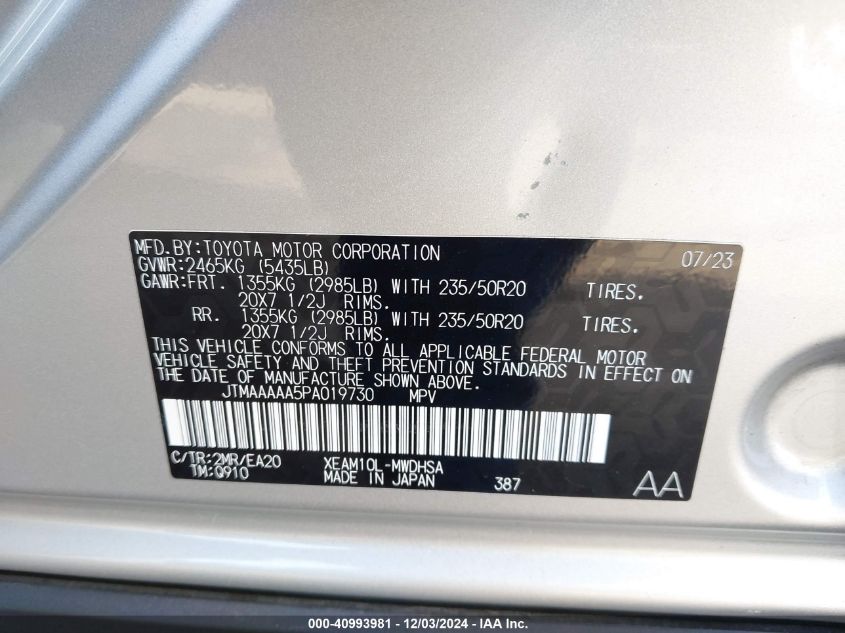 MFD.BY:TOYOTA MOTOR CORPORATION 07/23
GVWR:2465KG (5435LB)
GAWR:FRT. 1355KG (2985LB) WITH 235/50R20 TIRES.
20X7 1/2J RIMS.
RR. 1355KG (2985LB) WITH 235/50R20 TIRES.
20X7 1/2J RIMS.
THIS VEHICLE CONFORMS TO ALL APPLICABLE FEDERAL MOTOR
VEHICLE SAFETY AND THEFT PREVENTION STANDARDS IN EFFECT ON
THE DATE OF MANUFACTURE SHOWN ABOVE.
JTMAAAAA5PA019730 MPV
C/TR:2MR/EA20 XEAM10L-MWDHSA
TM:Q910 MADE IN JAPAN 387 AA
000-40993981 - 12/03/2024 - IAA Inc.